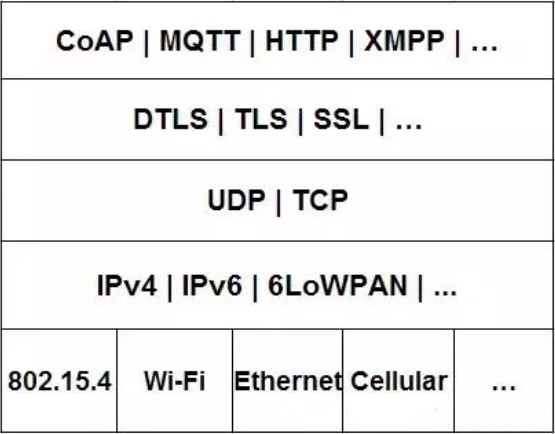 CoAP | MQTT | HTTP | XMPP | ...
DTLS | TLS | SSL | ...
UDP | TCP
IPv4 | IPv6 | 6LoWPAN | ...
802.15.4 Wi-Fi Ethernet Cellular ...